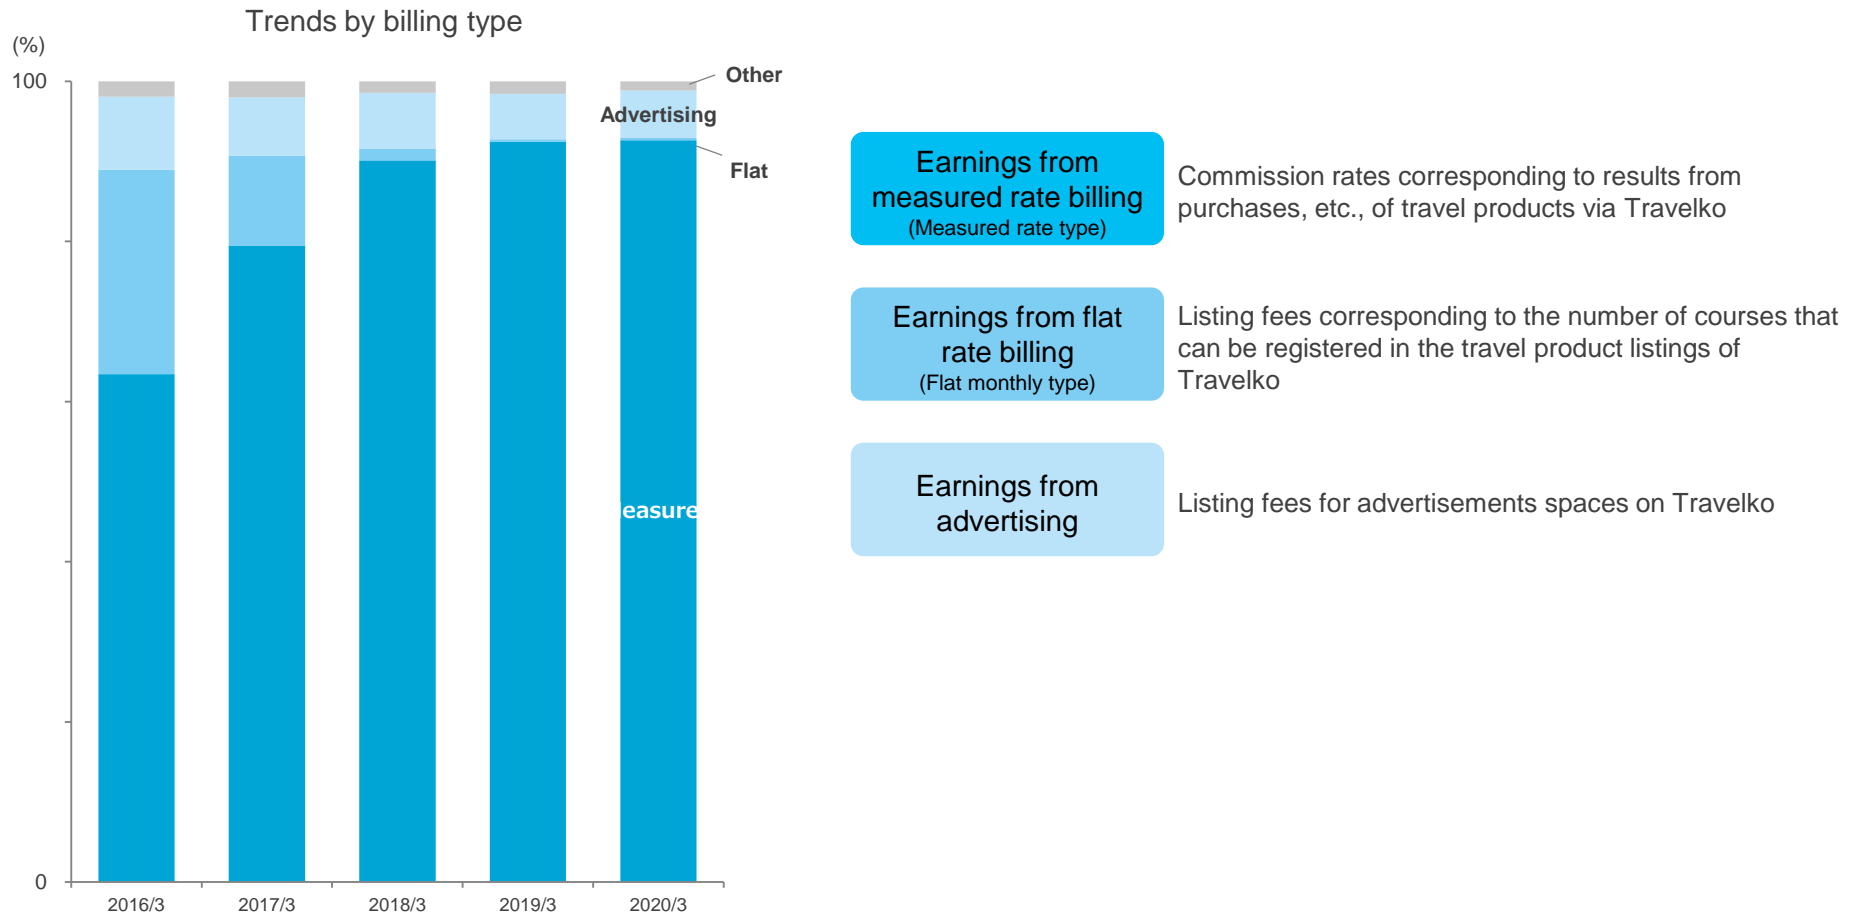 Trends by billing type
(%)
100
Other
Advertising
Flat
0
2016/3
2017/3
2018/3
2019/3
2020/3
Earnings from
measured rate billing
(Measured rate type)
Commission rates corresponding to results from
purchases, etc., of travel products via Travelko
Earnings from flat
rate billing
(Flat monthly type)
Listing fees corresponding to the number of courses that
can be registered in the travel product listings of
Travelko
Earnings from
advertising
Listing fees for advertisements spaces on Travelko